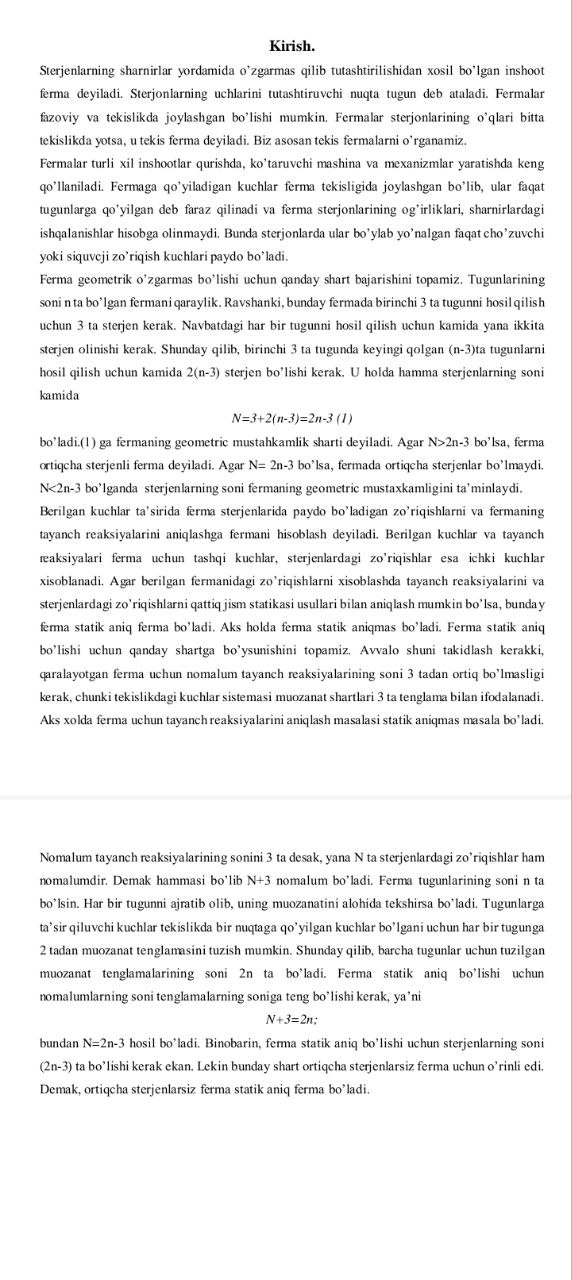 Kirish.
Sterjenlarning sharnirlar yordamida o’zgarmas qilib tutashtirilishidan xosil bo’lgan inshoot
ferma deyiladi. Sterjonlarning uchlarini tutashtiruvchi nuqta tugun deb ataladi. Fermalar
fazoviy va tekislikda joylashgan bo’lishi mumkin. Fermalar sterjonlarining o’qlari bitta
tekislikda yotsa, u tekis ferma deyiladi. Biz asosan tekis fermalarni o’rganamiz.
Fermalar turli xil inshootlar qurishda, ko’taruvchi mashina va mexanizmlar yaratishda keng
qo’llaniladi. Fermaga qo’yiladigan kuchlar ferma tekisligida joylashgan bo’lib, ular faqat
tugunlarga qo’yilgan deb faraz qilinadi va ferma sterjonlarining og’irliklari, sharnirlardagi
ishqalanishlar hisobga olinmaydi. Bunda sterjonlarda ular bo’ylab yo’nalgan faqat cho’zuvchi
yoki siquvcji zo’riqish kuchlari paydo bo’ladi.
Ferma geometrik o’zgarmas bo’lishi uchun qanday shart bajarishini topamiz. Tugunlarining
soni n ta bo’lgan fermani qaraylik. Ravshanki, bunday fermada birinchi 3 ta tugunni hosil qilish
uchun 3 ta sterjen kerak. Navbatdagi har bir tugunni hosil qilish uchun kamida yana ikkita
sterjen olinishi kerak. Shunday qilib, birinchi 3 ta tugunda keyingi qolgan (n-3)ta tugunlarni
hosil qilish uchun kamida 2(n-3) sterjen bo’lishi kerak. U holda hamma sterjenlarning soni
kamida
N=3+2(n-3)=2n-3 (1)
bo’ladi.(1) ga fermaning geometric mustahkamlik sharti deyiladi. Agar N>2n-3 bo’lsa, ferma
ortiqcha sterjenli ferma deyiladi. Agar N= 2n-3 bo’lsa, fermada ortiqcha sterjenlar bo’lmaydi.
N<2n-3 bo’lganda sterjenlarning soni fermaning geometric mustaxkamligini ta’minlaydi.
Berilgan kuchlar ta’sirida ferma sterjenlarida paydo bo’ladigan zo’riqishlarni va fermaning
tayanch reaksiyalarini aniqlashga fermani hisoblash deyiladi. Berilgan kuchlar va tayanch
reaksiyalari ferma uchun tashqi kuchlar, sterjenlardagi zo’riqishlar esa ichki kuchlar
xisoblanadi. Agar berilgan fermanidagi zo’riqishlarni xisoblashda tayanch reaksiyalarini va
sterjenlardagi zo’riqishlarni qattiq jism statikasi usullari bilan aniqlash mumkin bo’lsa, bunday
ferma statik aniq ferma bo’ladi. Aks holda ferma statik aniqmas bo’ladi. Ferma statik aniq
bo’lishi uchun qanday shartga bo’ysunishini topamiz. Avvalo shuni takidlash kerakki,
qaralayotgan ferma uchun nomalum tayanch reaksiyalarining soni 3 tadan ortiq bo’lmasligi
kerak, chunki tekislikdagi kuchlar sistemasi muozanat shartlari 3 ta tenglama bilan ifodalanadi.
Aks xolda ferma uchun tayanch reaksiyalarini aniqlash masalasi statik aniqmas masala bo’ladi.
Nomalum tayanch reaksiyalarining sonini 3 ta desak, yana N ta sterjenlardagi zo’riqishlar ham
nomalumdir. Demak hammasi bo’lib N+3 nomalum bo’ladi. Ferma tugunlarining soni n ta
bo’lsin. Har bir tugunni ajratib olib, uning muozanatini alohida tekshirsa bo’ladi. Tugunlarga
ta’sir qiluvchi kuchlar tekislikda bir nuqtaga qo’yilgan kuchlar bo’lgani uchun har bir tugunga
2 tadan muozanat tenglamasini tuzish mumkin. Shunday qilib, barcha tugunlar uchun tuzilgan
muozanat tenglamalarining soni 2n ta bo’ladi. Ferma statik aniq bo’lishi uchun
nomalumlarning soni tenglamalarning soniga teng bo’lishi kerak, ya’ni
N+3=2n;
bundan N=2n-3 hosil bo’ladi. Binobarin, ferma statik aniq bo’lishi uchun sterjenlarning soni
(2n-3) ta bo’lishi kerak ekan. Lekin bunday shart ortiqcha sterjenlarsiz ferma uchun o’rinli edi.
Demak, ortiqcha sterjenlarsiz ferma statik aniq ferma bo’ladi.